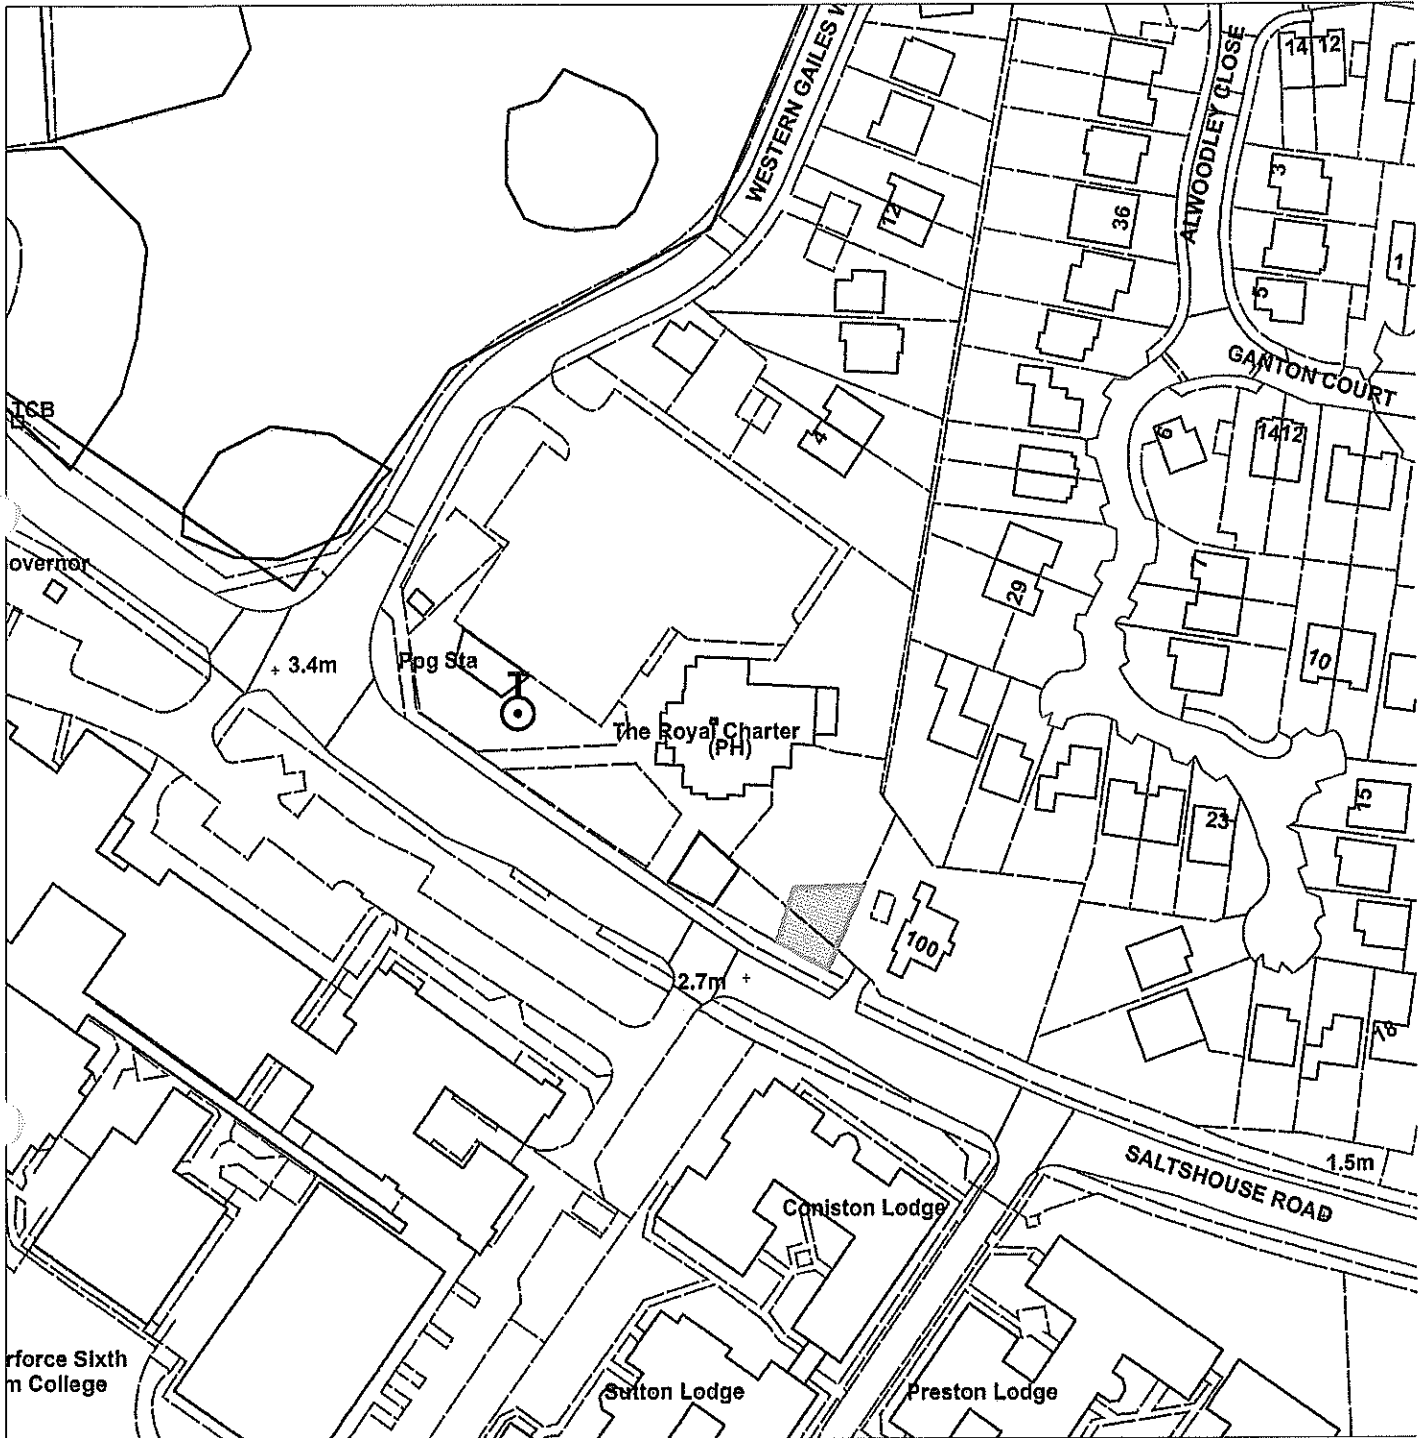 WESTERN GAILES W
ALWOODLEY CLOSE
14 12
3
12
36
1
5
GANTON COURT
TCB
4
6
14 12
overnor
29
7
10
3.4m
Ppg Sta
The Royal Charter
(PH)
15
23
100
2.7m
18
SALTSHOUSE ROAD
1.5m
Coniston Lodge
rforce Sixth
m College
Sutton Lodge
Preston Lodge